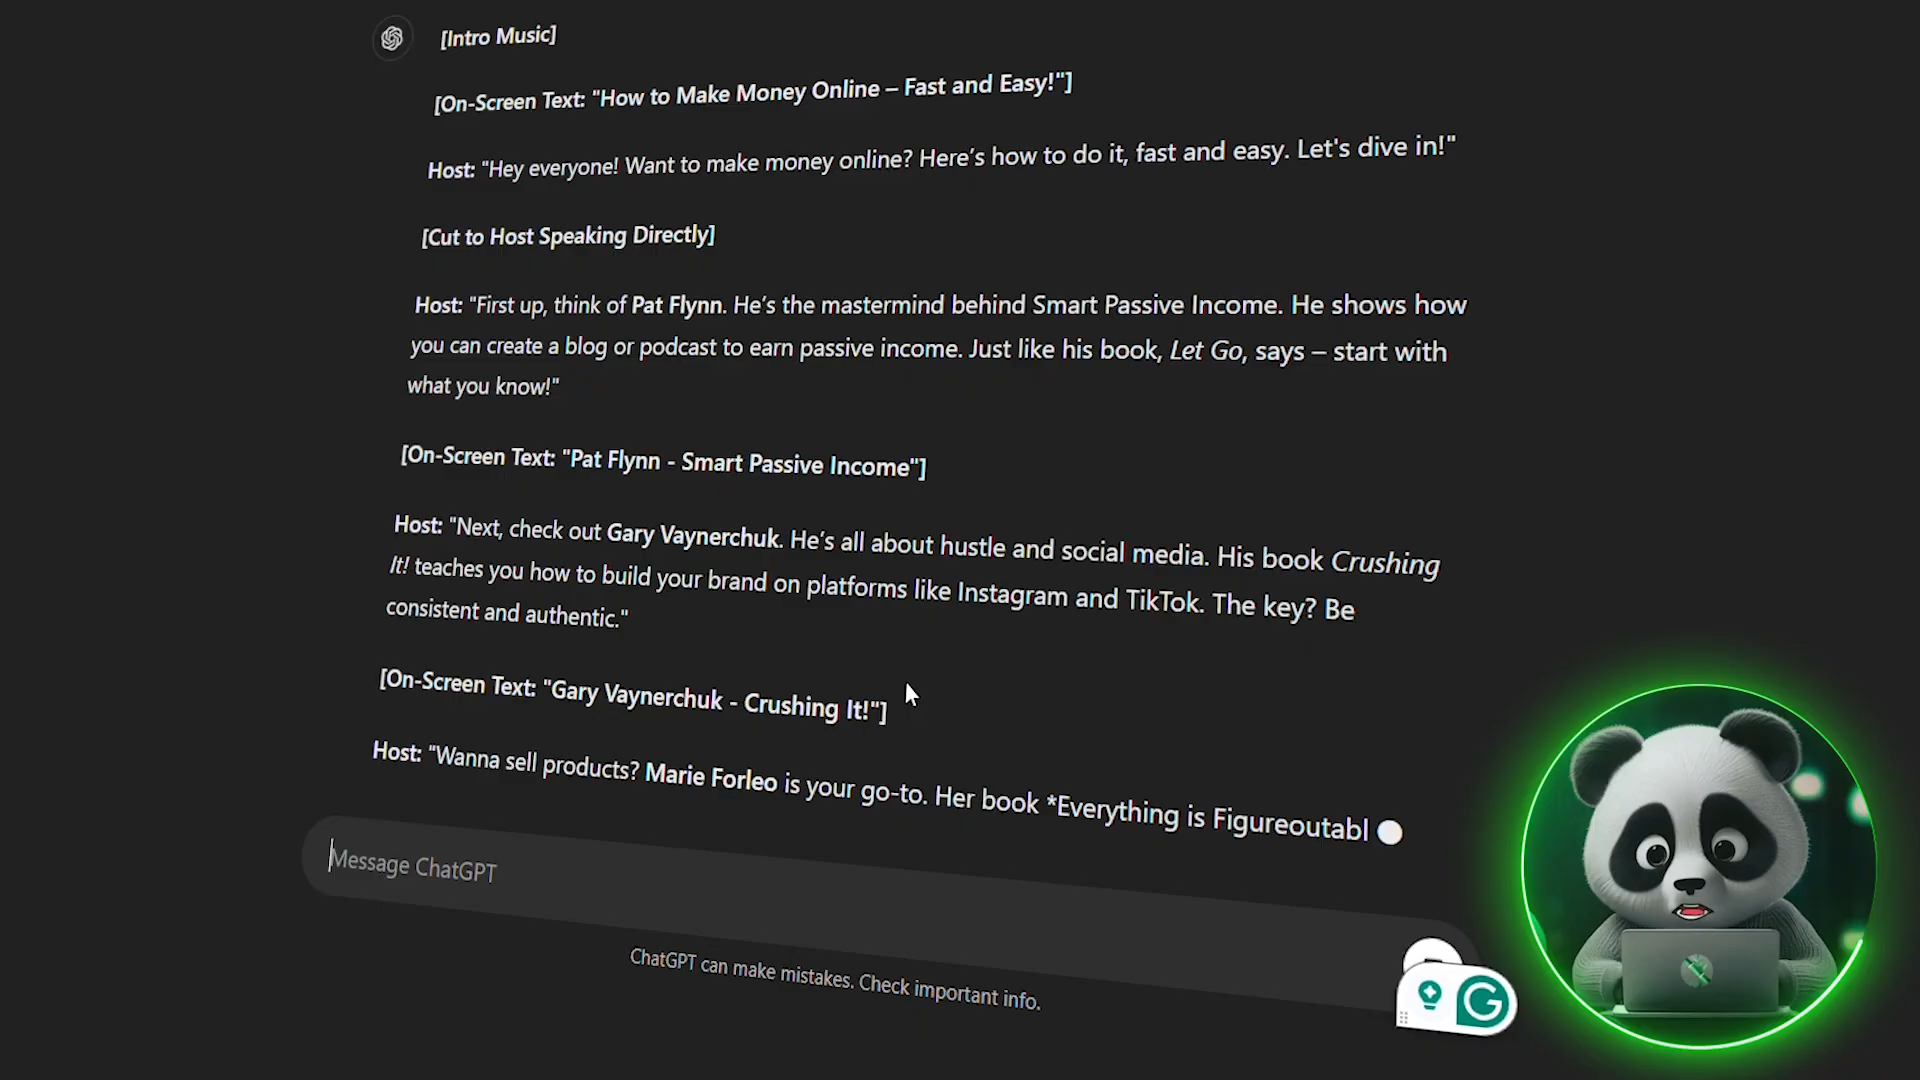 [Intro Music]
[On-Screen Text: "How to Make Money Online – Fast and Easy!"]
Host: "Hey everyone! Want to make money online? Here’s how to do it, fast and easy. Let's dive in!"
[Cut to Host Speaking Directly]
Host: "First up, think of Pat Flynn. He’s the mastermind behind Smart Passive Income. He shows how
you can create a blog or podcast to earn passive income. Just like his book, Let Go, says – start with
what you know!"
[On-Screen Text: "Pat Flynn - Smart Passive Income"]
Host: "Next, check out Gary Vaynerchuk. He’s all about hustle and social media. His book Crushing
It! teaches you how to build your brand on platforms like Instagram and TikTok. The key? Be
consistent and authentic."
[On-Screen Text: "Gary Vaynerchuk - Crushing It!"]
Host: "Wanna sell products? Marie Forleo is your go-to. Her book *Everything is Figureoutabl
Message ChatGPT
ChatGPT can make mistakes. Check important info.